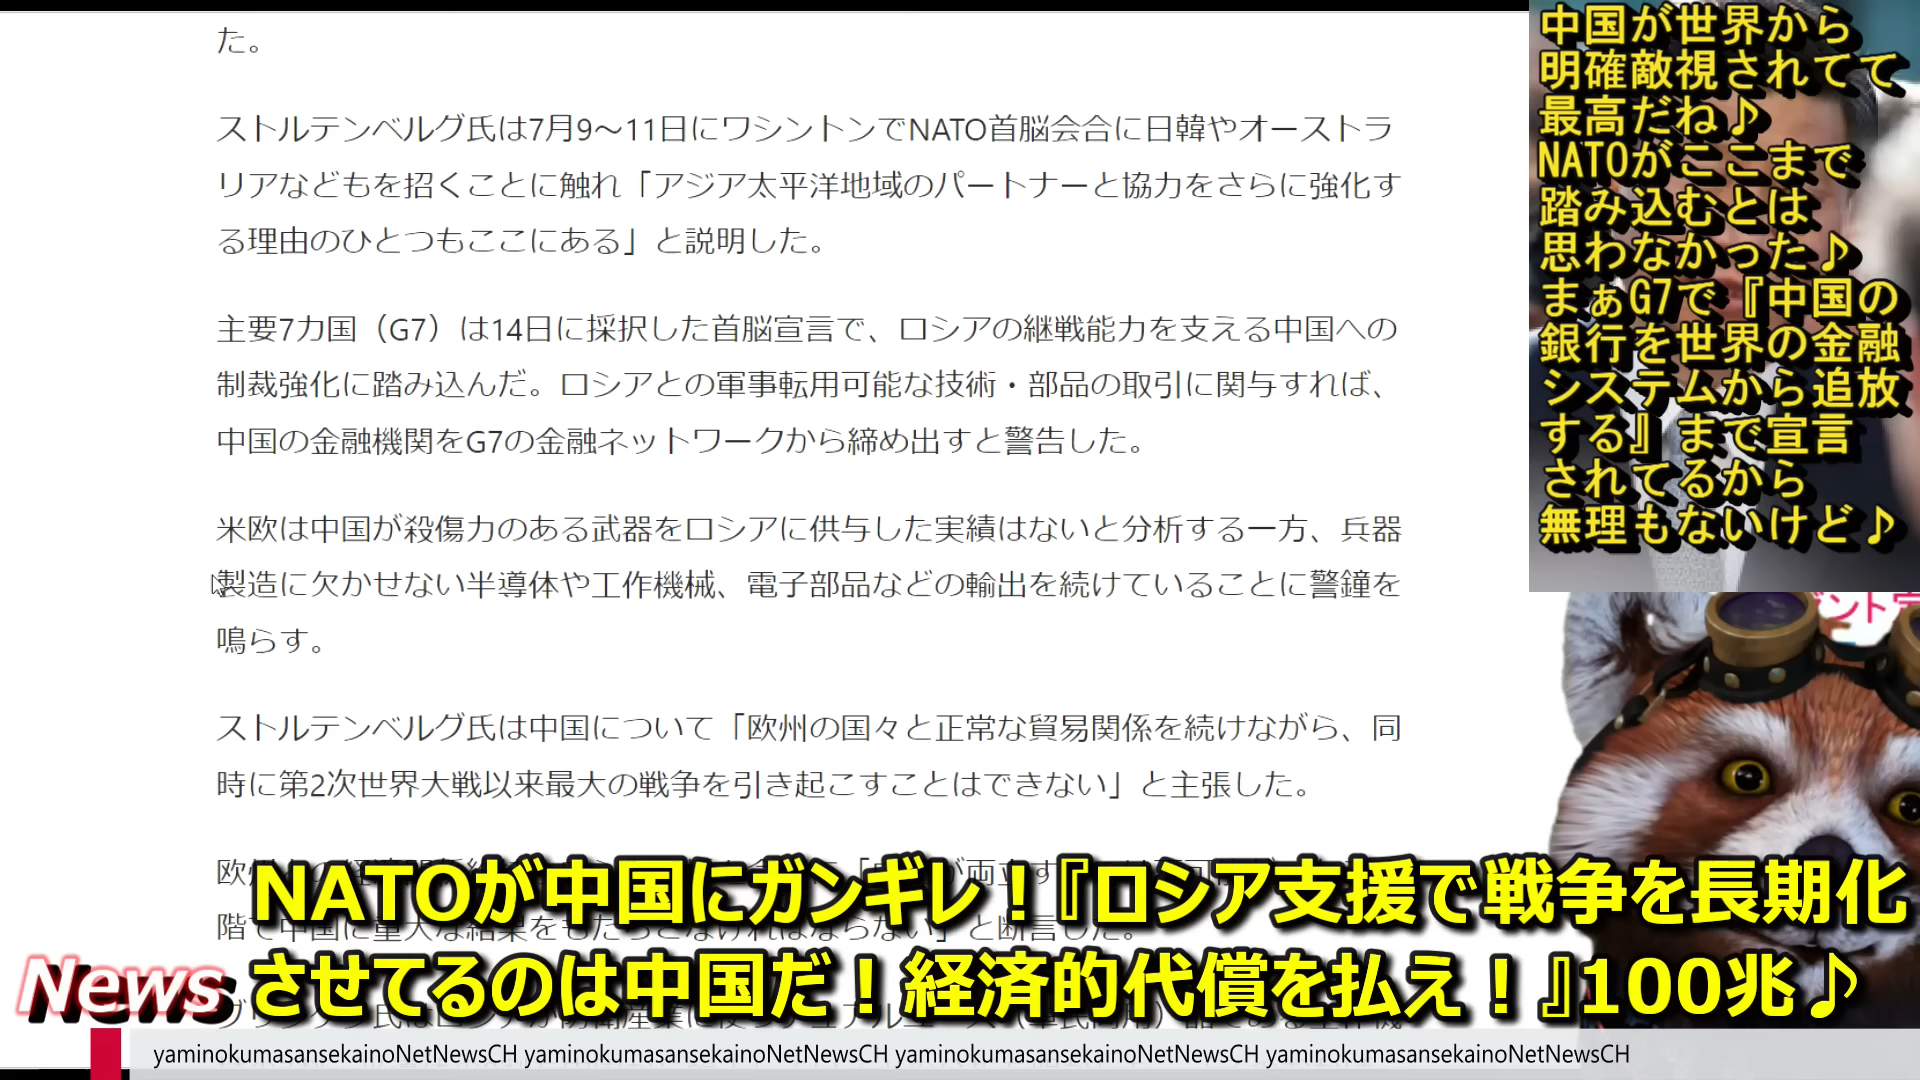 た。
ストルテンベルグ氏は7月9〜11日にワシントンでNATO首脳会合に日韓やオーストラ
リアなどもを招くことに触れ「アジア太平洋地域のパートナーと協力をさらに強化す
る理由のひとつもここにある」と説明した。
主要7カ国（G7）は14日に採択した首脳宣言で、ロシアの継戦能力を支える中国への
制裁強化に踏み込んだ。ロシアとの軍事転用可能な技術・部品の取引に関与すれば、
中国の金融機関をG7の金融ネットワークから締め出すと警告した。
米欧は中国が殺傷力のある武器をロシアに供与した実績はないと分析する一方、兵器
製造に欠かせない半導体や工作機械、電子部品などの輸出を続けていることに警鐘を
鳴らす。
ストルテンベルグ氏は中国について「欧州の国々と正常な貿易関係を続けながら、同
時に第2次世界大戦以来最大の戦争を引き起こすことはできない」と主張した。
中国が世界から
明確敵視されてて
最高だね♪
NATOがここまで
踏み込むとは
思わなかった♪
まぁG7で『中国の
銀行を世界の金融
システムから追放
する』まで宣言
されてるから
無理もないけど♪
NATOが中国にガンギレ！『ロシア支援で戦争を長期化
させてるのは中国だ！経済的代償を払え！』100兆♪
News
yaminokumasansekainoNetNewsCH yaminokumasansekainoNetNewsCH yaminokumasansekainoNetNewsCH yaminokumasansekainoNetNewsCH